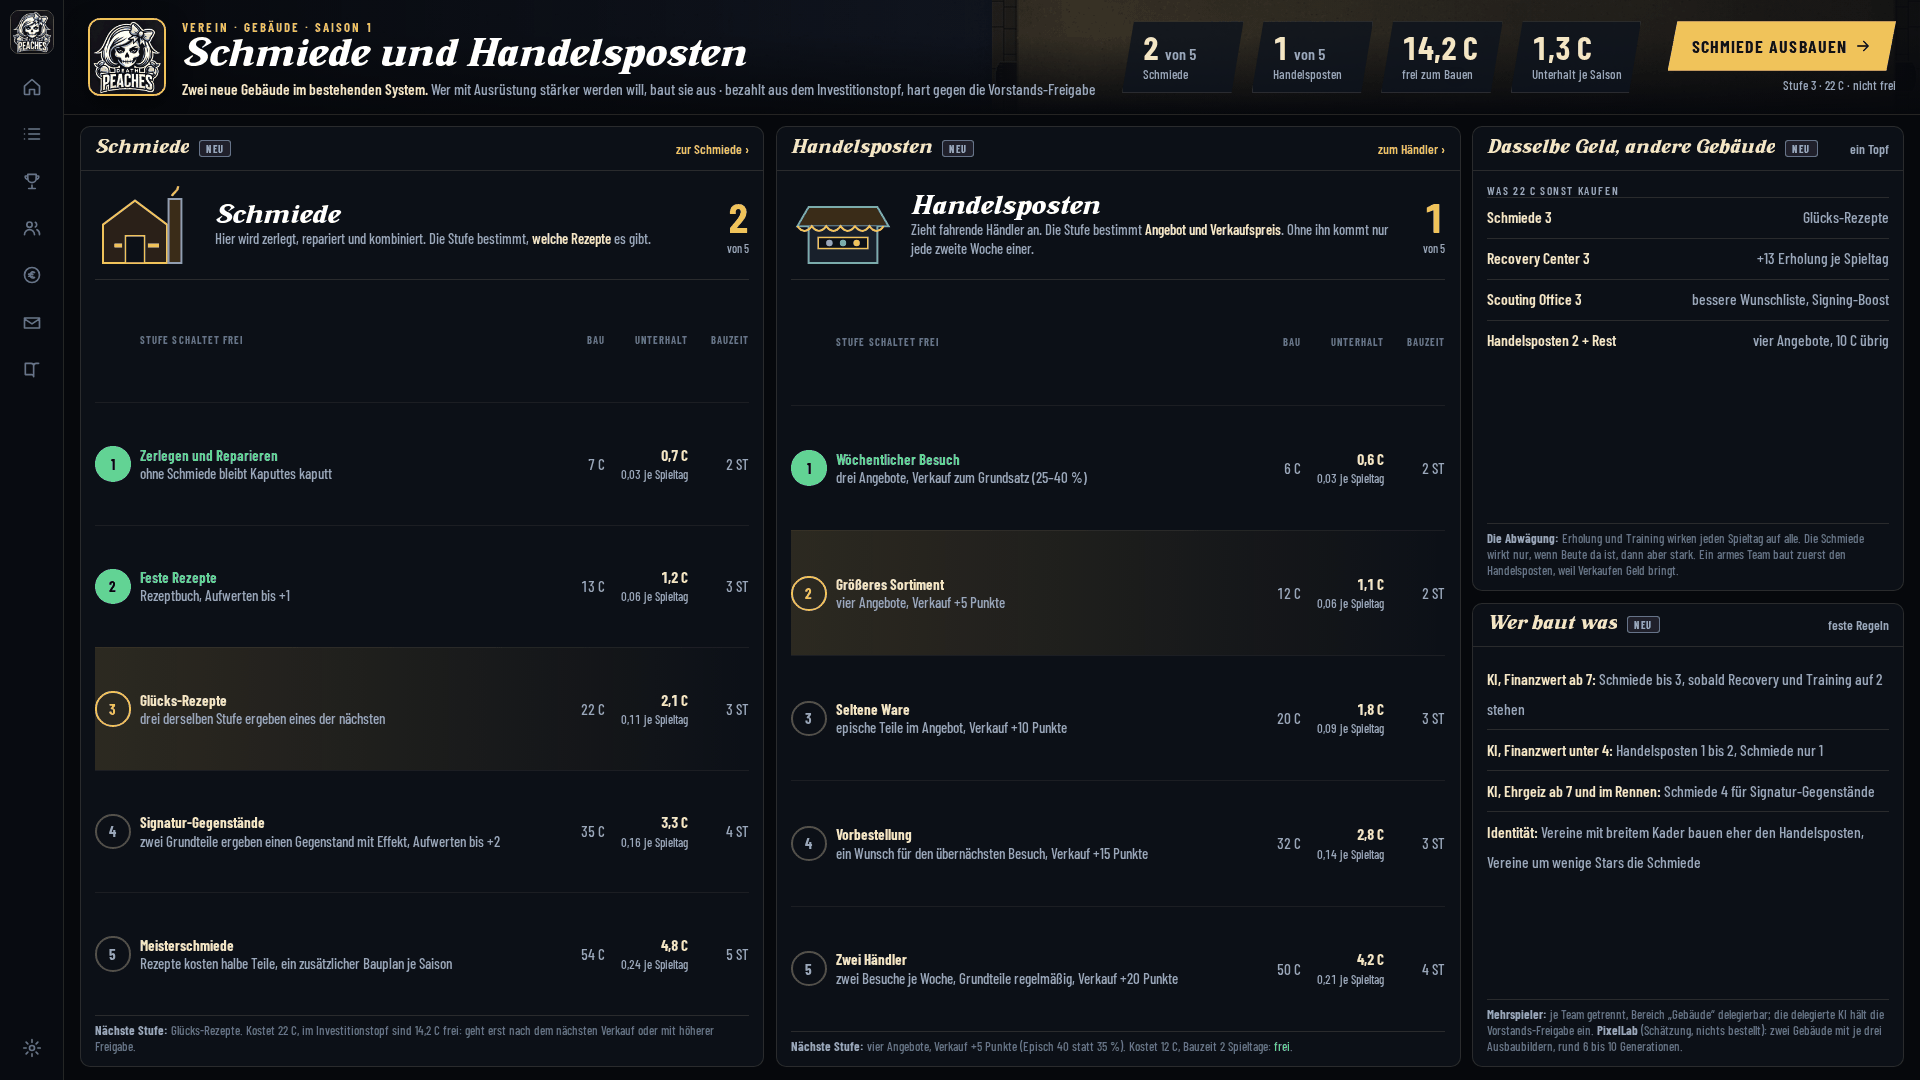 PEACHES
VEREIN · GEBÄUDE · SAISON 1
Schmiede und Handelsposten
Zwei neue Gebäude im bestehenden System. Wer mit Ausrüstung stärker werden will, baut sie aus · bezahlt aus dem Investitionstopf, hart gegen die Vorstands-Freigabe
DEATH
PEACHES
2 von 5
Schmiede
1 von 5
Handelsposten
14,2 C
frei zum Bauen
1,3 C
Unterhalt je Saison
SCHMIEDE AUSBAUEN →
Stufe 3 · 22 C · nicht frei
Schmiede NEU
zur Schmiede ›
Schmiede
Hier wird zerlegt, repariert und kombiniert. Die Stufe bestimmt, welche Rezepte es gibt.
2
von 5
STUFE SCHALTET FREI BAU UNTERHALT BAUZEIT
1 Zerlegen und Reparieren 7 C 0,7 C 2 ST
ohne Schmiede bleibt Kaputtes kaputt 0,03 je Spieltag
2 Feste Rezepte 13 C 1,2 C 3 ST
Rezeptbuch, Aufwerten bis +1 0,06 je Spieltag
3 Glücks-Rezepte 22 C 2,1 C 3 ST
drei derselben Stufe ergeben eines der nächsten 0,11 je Spieltag
4 Signatur-Gegenstände 35 C 3,3 C 4 ST
zwei Grundteile ergeben einen Gegenstand mit Effekt, Aufwerten bis +2 0,16 je Spieltag
5 Meisterschmiede 54 C 4,8 C 5 ST
Rezepte kosten halbe Teile, ein zusätzlicher Bauplan je Saison 0,24 je Spieltag
Nächste Stufe: Glücks-Rezepte. Kostet 22 C, im Investitionstopf sind 14,2 C frei: geht erst nach dem nächsten Verkauf oder mit höherer
Freigabe.
Handelsposten NEU
zum Händler ›
Handelsposten
Zieht fahrende Händler an. Die Stufe bestimmt Angebot und Verkaufspreis. Ohne ihn kommt nur
jede zweite Woche einer.
1
von 5
STUFE SCHALTET FREI BAU UNTERHALT BAUZEIT
1 Wöchentlicher Besuch 6 C 0,6 C 2 ST
drei Angebote, Verkauf zum Grundsatz (25–40 %) 0,03 je Spieltag
2 Größeres Sortiment 12 C 1,1 C 2 ST
vier Angebote, Verkauf +5 Punkte 0,06 je Spieltag
3 Seltene Ware 20 C 1,8 C 3 ST
epische Teile im Angebot, Verkauf +10 Punkte 0,09 je Spieltag
4 Vorbestellung 32 C 2,8 C 3 ST
ein Wunsch für den übernächsten Besuch, Verkauf +15 Punkte 0,14 je Spieltag
5 Zwei Händler 50 C 4,2 C 4 ST
zwei Besuche je Woche, Grundteile regelmäßig, Verkauf +20 Punkte 0,21 je Spieltag
Nächste Stufe: vier Angebote, Verkauf +5 Punkte (Episch 40 statt 35 %). Kostet 12 C, Bauzeit 2 Spieltage: frei.
Dasselbe Geld, andere Gebäude NEU
ein Topf
WAS 22 C SONST KAUFEN
Schmiede 3 Glücks-Rezepte
Recovery Center 3 +13 Erholung je Spieltag
Scouting Office 3 bessere Wunschliste, Signing-Boost
Handelsposten 2 + Rest vier Angebote, 10 C übrig
Die Abwägung: Erholung und Training wirken jeden Spieltag auf alle. Die Schmiede
wirkt nur, wenn Beute da ist, dann aber stark. Ein armes Team baut zuerst den
Handelsposten, weil Verkaufen Geld bringt.
Wer baut was NEU
feste Regeln
KI, Finanzwert ab 7: Schmiede bis 3, sobald Recovery und Training auf 2
stehen
KI, Finanzwert unter 4: Handelsposten 1 bis 2, Schmiede nur 1
KI, Ehrgeiz ab 7 und im Rennen: Schmiede 4 für Signatur-Gegenstände
Identität: Vereine mit breitem Kader bauen eher den Handelsposten,
Vereine um wenige Stars die Schmiede
Mehrspieler: je Team getrennt, Bereich „Gebäude“ delegierbar; die delegierte KI hält die
Vorstands-Freigabe ein. PixelLab (Schätzung, nichts bestellt): zwei Gebäude mit je drei
Ausbaubildern, rund 6 bis 10 Generationen.